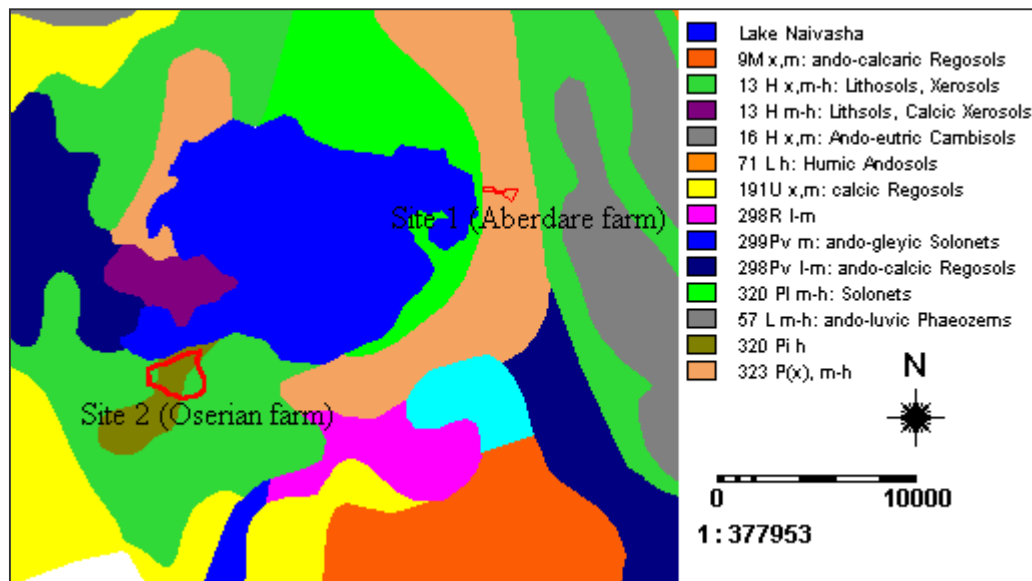 Lake Naivasha
9M x,m: ando-calcaric Regosols
13 H x,m-h: Lithosols, Xerosols
13 H m-h: Lithsols, Calcic Xerosols
16 H x,m: Ando-eutric Cambisols
71 L h: Humic Andosols
191U x,m: calcic Regosols
298R l-m
299Pv m: ando-gleyic Solonets
298Pv l-m: ando-calcic Regosols
320 Pl m-h: Solonets
57 L m-h: ando-luvic Phaeozems
320 Pi h
323 P(x), m-h
Site 1 (Aberdare farm)
Site 2 (Oserian farm)
N
0 10000
1 : 377953